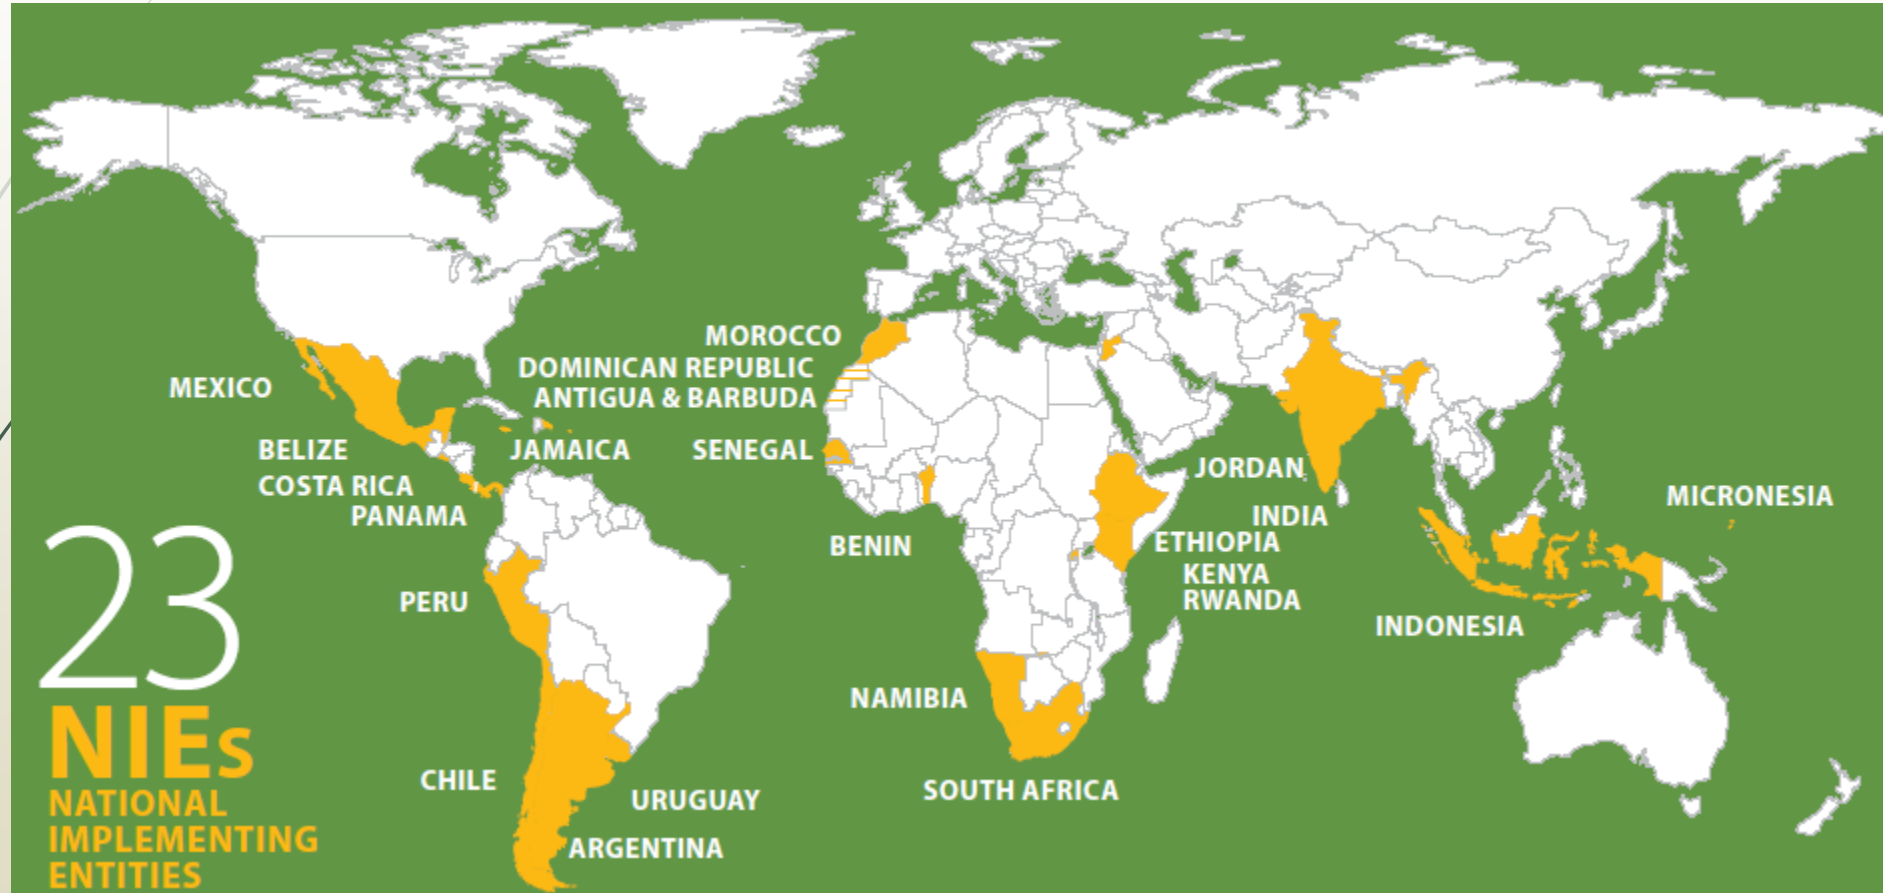 MOROCCO
DOMINICAN REPUBLIC
ANTIGUA & BARBUDA
MEXICO
BELIZE
JAMAICA
SENEGAL
JORDAN
COSTA RICA
PANAMA
INDIA
MICRONESIA
BENIN
ETHIOPIA
KENYA
RWANDA
PERU
INDONESIA
NAMIBIA
CHILE
URUGUAY
SOUTH AFRICA
ARGENTINA
23
NIEs
NATIONAL
IMPLEMENTING
ENTITIES